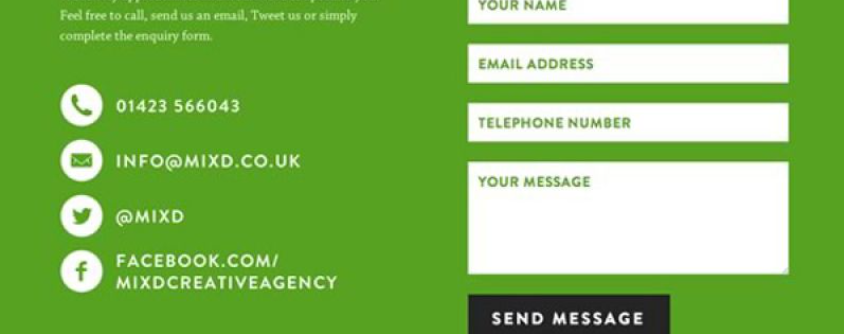 Feel free to call, send us an email, Tweet us or simply
complete the enquiry form.
01423 566043
INFO@MIXD.CO.UK
@MIXD
FACEBOOK.COM/
MIXDCREATIVEAGENCY
YOUR NAME
EMAIL ADDRESS
TELEPHONE NUMBER
YOUR MESSAGE
SEND MESSAGE